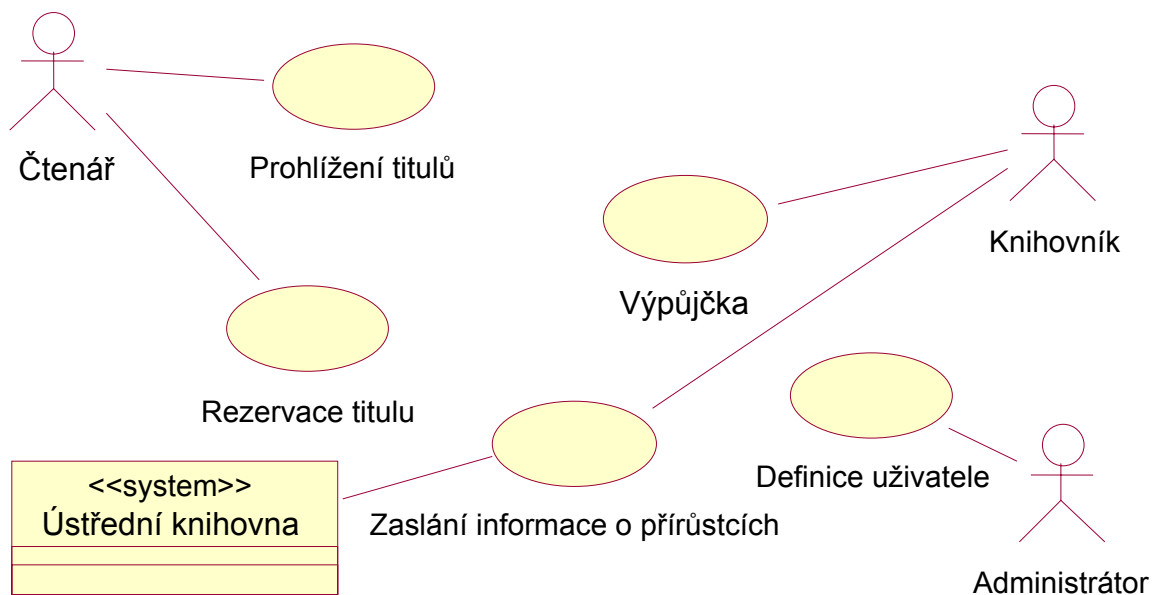 Čtenář
Prohlížení titulů
Knihovník
Výpůjčka
Rezervace titulu
Definice uživatele
<<system>>
Ústřední knihovna
Zaslání informace o přírůstcích
Administrátor